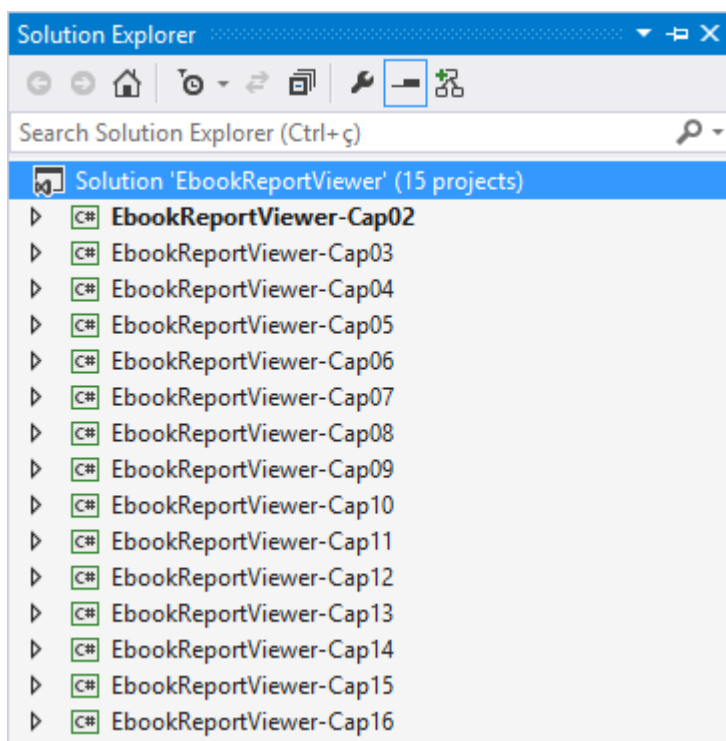 Solution Explorer
Search Solution Explorer (Ctrl+ç)
Solution 'EbookReportViewer' (15 projects)
C# EbookReportViewer-Cap02
C# EbookReportViewer-Cap03
C# EbookReportViewer-Cap04
C# EbookReportViewer-Cap05
C# EbookReportViewer-Cap06
C# EbookReportViewer-Cap07
C# EbookReportViewer-Cap08
C# EbookReportViewer-Cap09
C# EbookReportViewer-Cap10
C# EbookReportViewer-Cap11
C# EbookReportViewer-Cap12
C# EbookReportViewer-Cap13
C# EbookReportViewer-Cap14
C# EbookReportViewer-Cap15
C# EbookReportViewer-Cap16